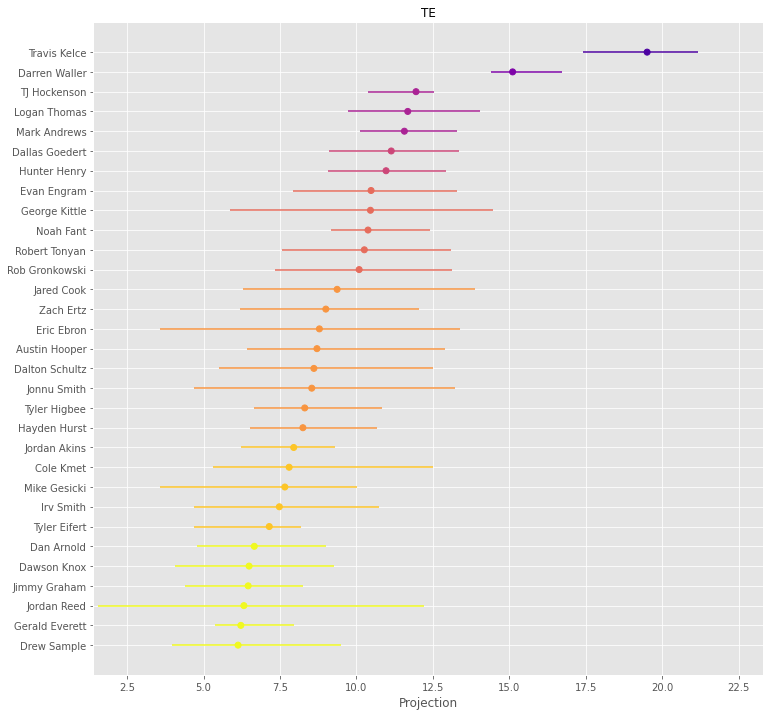 TE
Travis Kelce
Darren Waller
TJ Hockenson
Logan Thomas
Mark Andrews
Dallas Goedert
Hunter Henry
Evan Engram
George Kittle
Noah Fant
Robert Tonyan
Rob Gronkowski
Jared Cook
Zach Ertz
Eric Ebron
Austin Hooper
Dalton Schultz
Jonnu Smith
Tyler Higbee
Hayden Hurst
Jordan Akins
Cole Kmet
Mike Gesicki
Irv Smith
Tyler Eifert
Dan Arnold
Dawson Knox
Jimmy Graham
Jordan Reed
Gerald Everett
Drew Sample
2.5 5.0 7.5 10.0 12.5 15.0 17.5 20.0 22.5
Projection